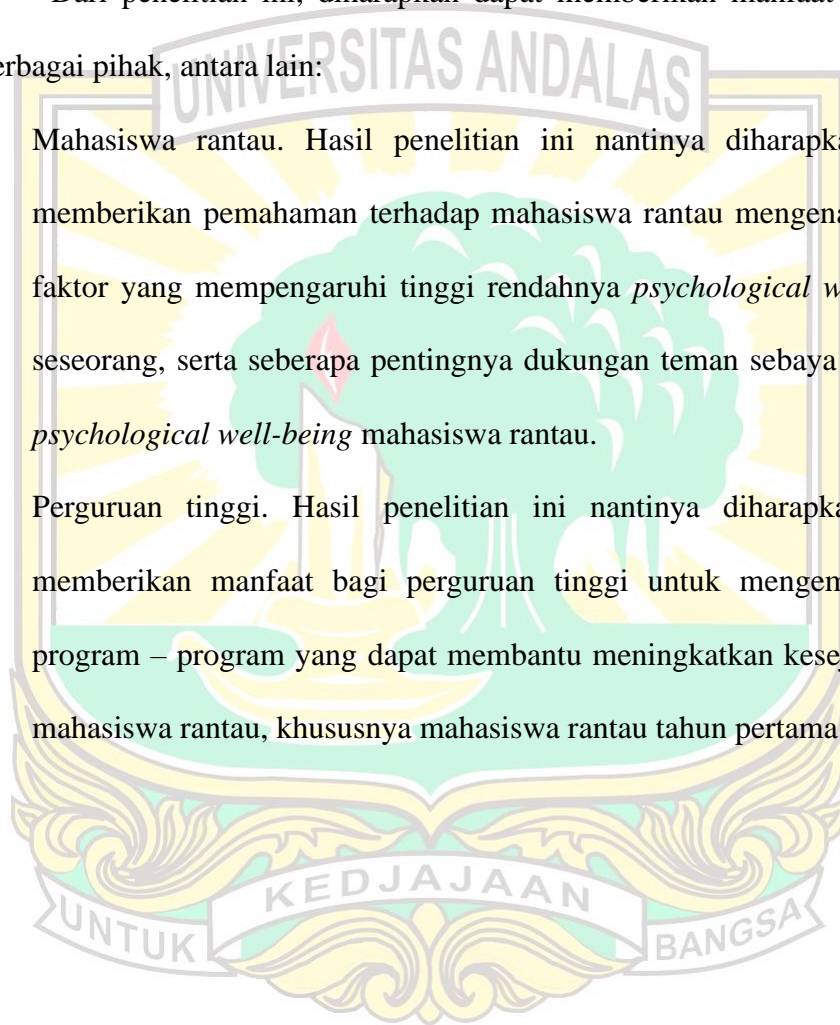 Dari penelitian ini, diharapkan dapat memberikan manfaat
erbagai pihak, antara lain:
UNIVERSITAS ANDALAS
Mahasiswa rantau. Hasil penelitian ini nantinya diharapka
memberikan pemahaman terhadap mahasiswa rantau mengena
faktor yang mempengaruhi tinggi rendahnya psychological w
seseorang, serta seberapa pentingnya dukungan teman sebaya
psychological well-being mahasiswa rantau.
Perguruan tinggi. Hasil penelitian ini nantinya diharapka
memberikan manfaat bagi perguruan tinggi untuk mengem
program – program yang dapat membantu meningkatkan kese
mahasiswa rantau, khususnya mahasiswa rantau tahun pertama
UNTUK KEDJAJAAN BANGSA